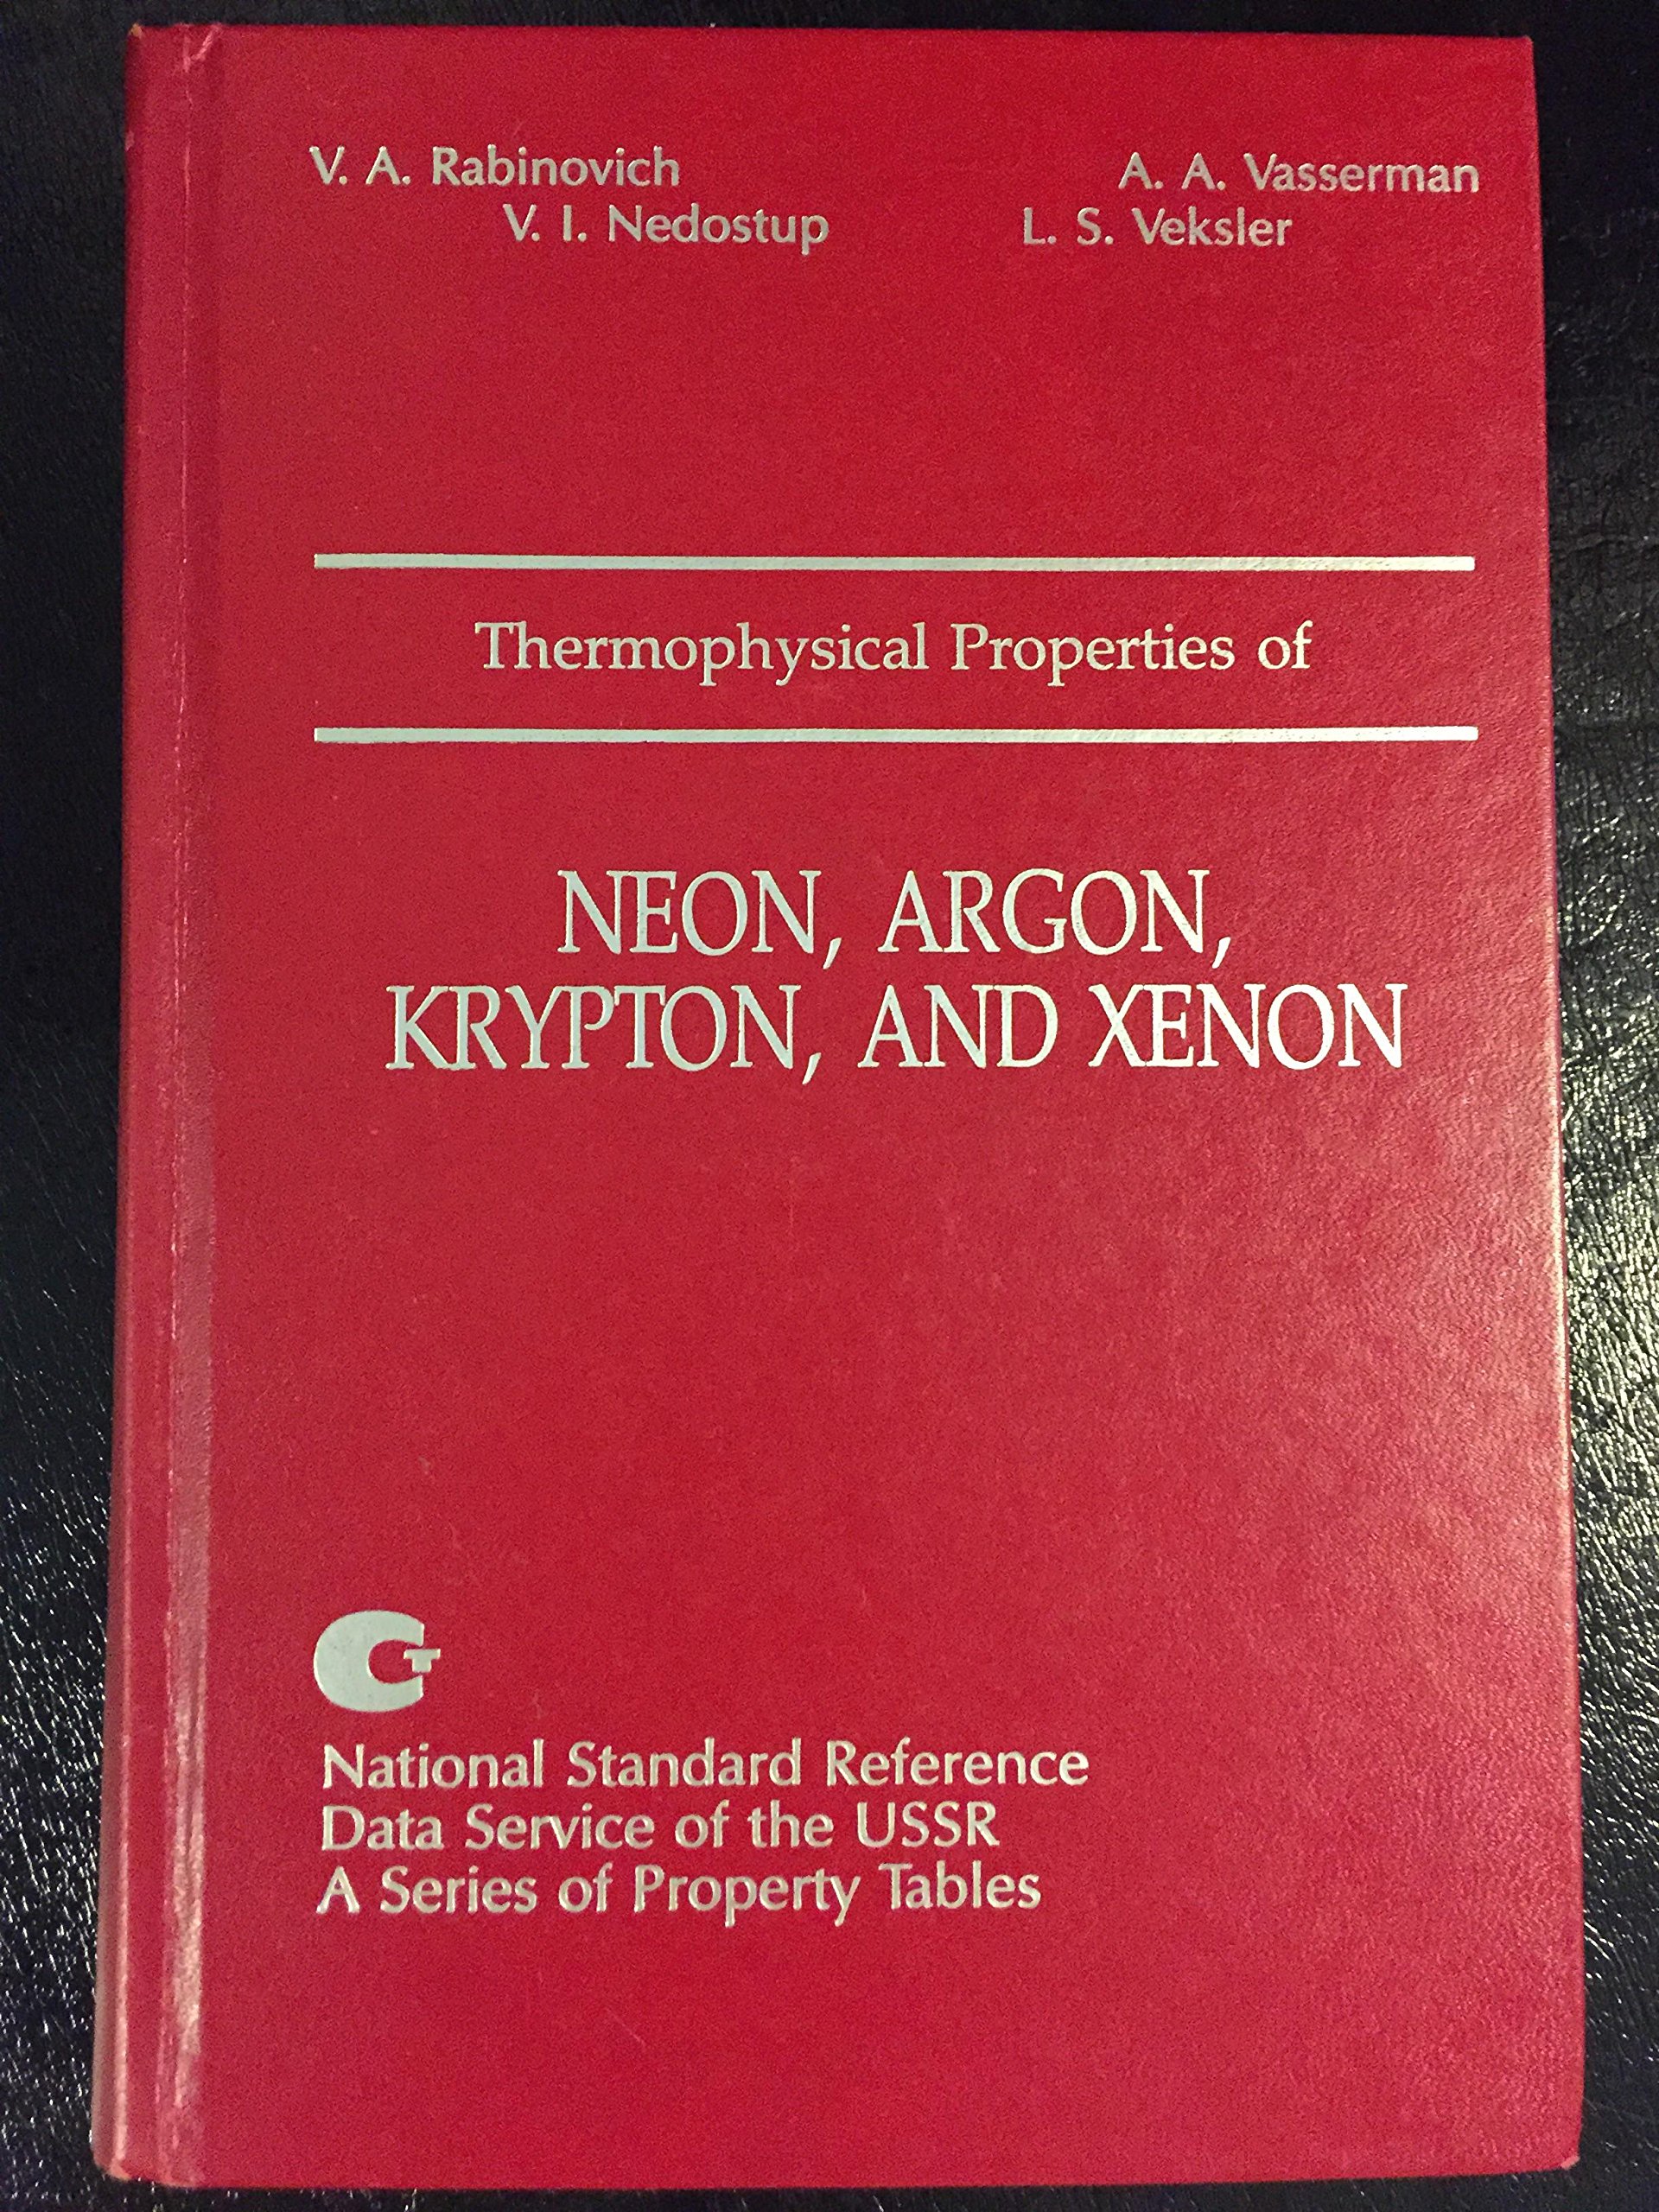 V. A. Rabinovich
A. A. Vasserman
V. I. Nedostup
L. S. Veksler
Thermophysical Properties of
NEON, ARGON,
KRYPTON, AND XENON
National Standard Reference
Data Service of the USSR
A Series of Property Tables